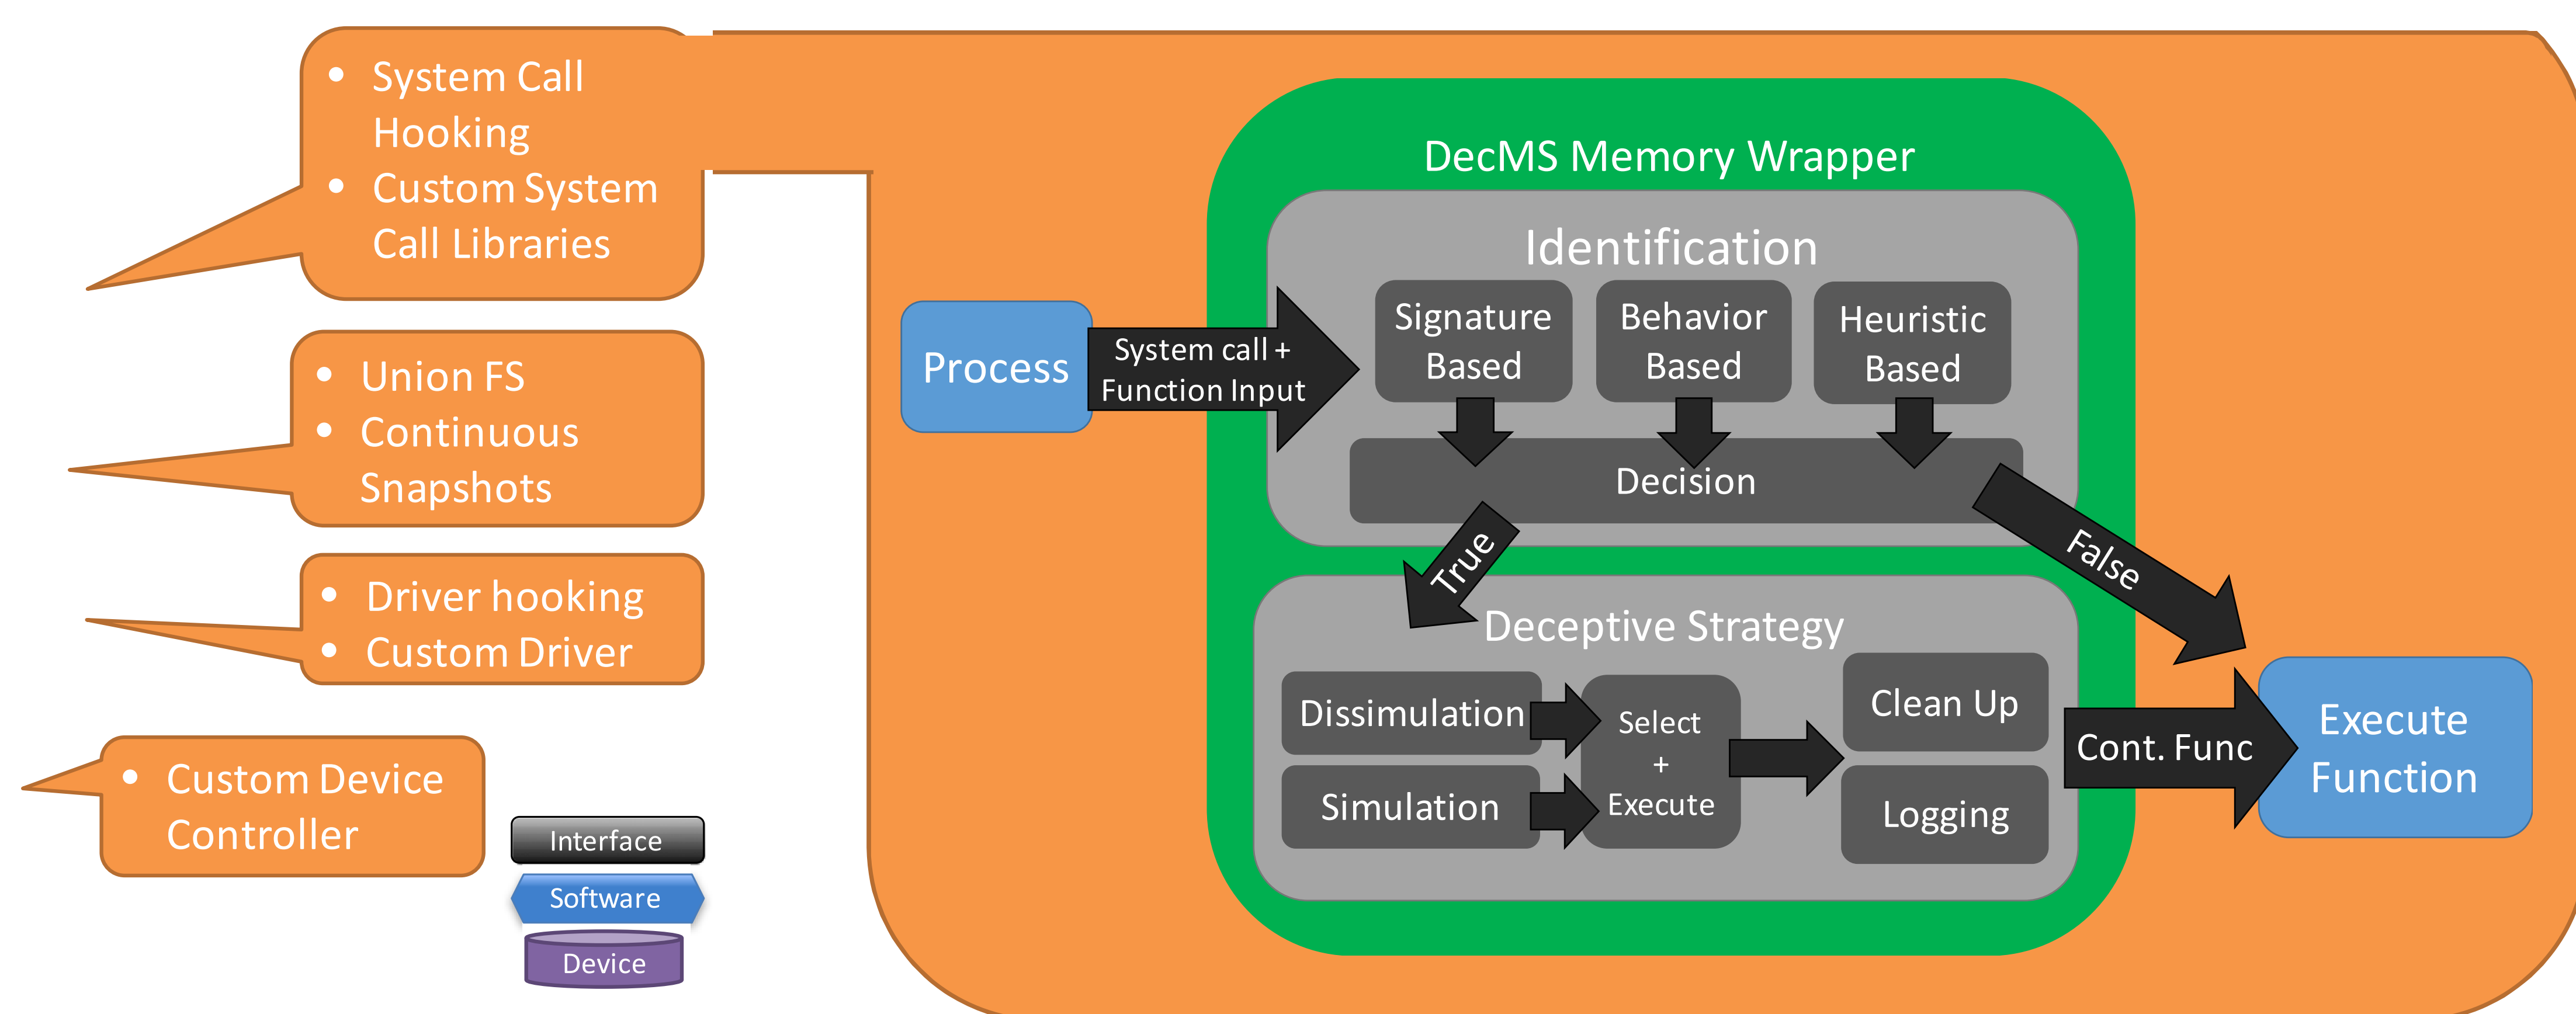 • System Call
Hooking
• Custom System
Call Libraries
• Union FS
• Continuous
Snapshots
• Driver hooking
• Custom Driver
• Custom Device
Controller
Interface
Software
Device
DecMS Memory Wrapper
Identification
Process
System call +
Function Input
Signature
Based
Behavior
Based
Heuristic
Based
Decision
True
False
Deceptive Strategy
Dissimulation
Simulation
Select
+
Execute
Clean Up
Logging
Cont. Func
Execute
Function